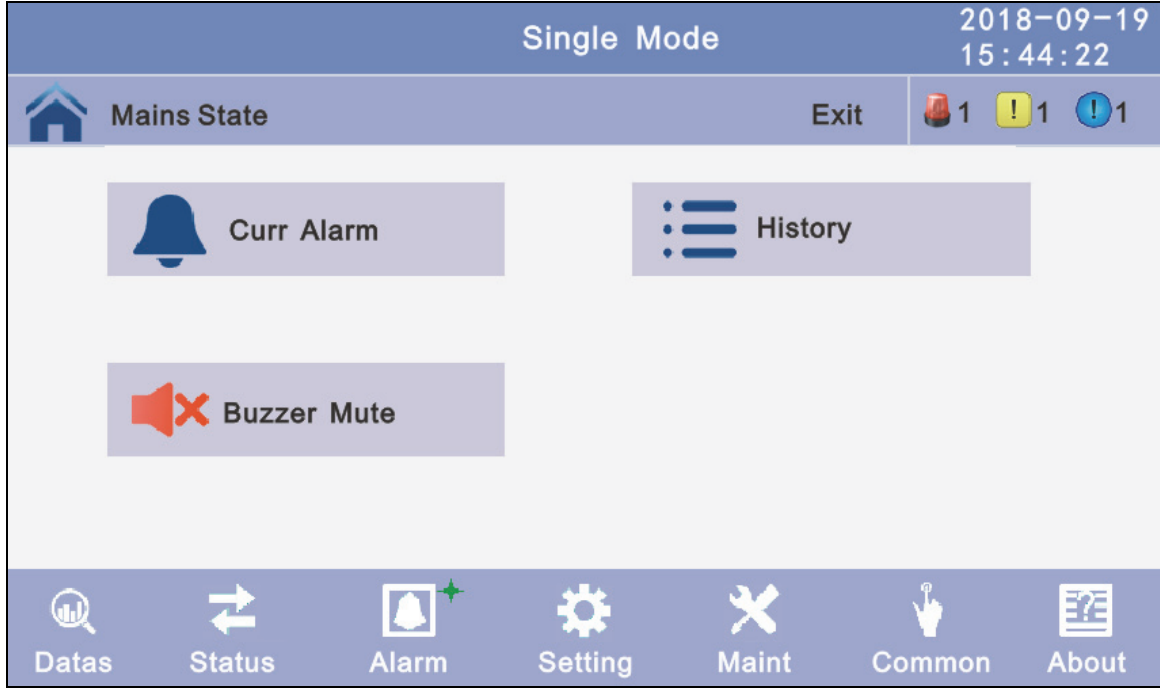 Single Mode
2018-09-19
15:44:22
Mains State
Exit
1
! 1
! 1
Curr Alarm
History
Buzzer Mute
Datas
Status
Alarm
Setting
Maint
Common
? About